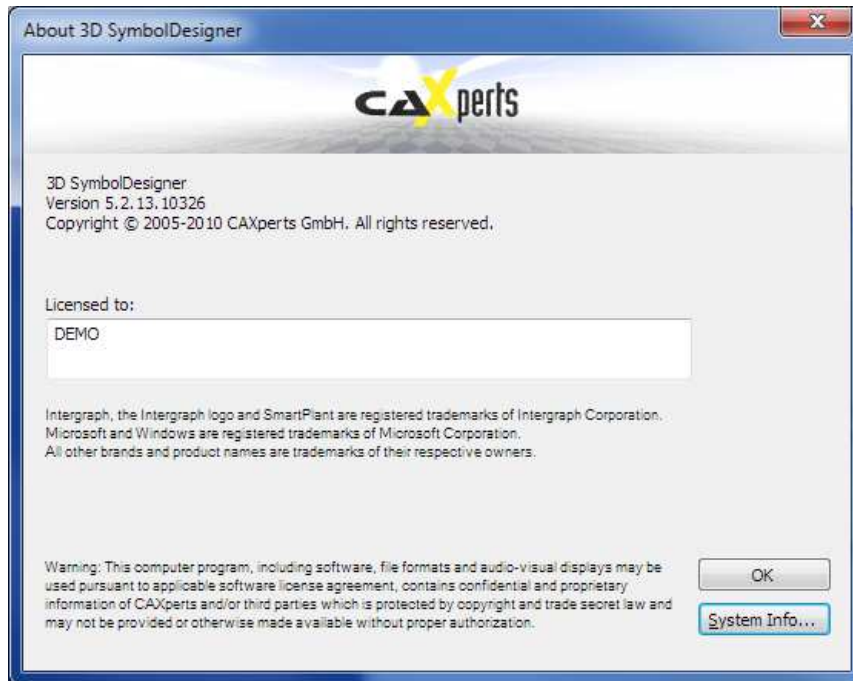 About 3D SymbolDesigner
CAXperts
3D SymbolDesigner
Version 5.2.13.10326
Copyright © 2005-2010 CAXperts GmbH. All rights reserved.
Licensed to:
DEMO
Intergraph, the Intergraph logo and SmartPlant are registered trademarks of Intergraph Corporation.
Microsoft and Windows are registered trademarks of Microsoft Corporation.
All other brands and product names are trademarks of their respective owners.
Warning: This computer program, including software, file formats and audio-visual displays may be
used pursuant to applicable software license agreement, contains confidential and proprietary
information of CAXperts and/or third parties which is protected by copyright and trade secret law and
may not be provided or otherwise made available without proper authorization.
OK
System Info...